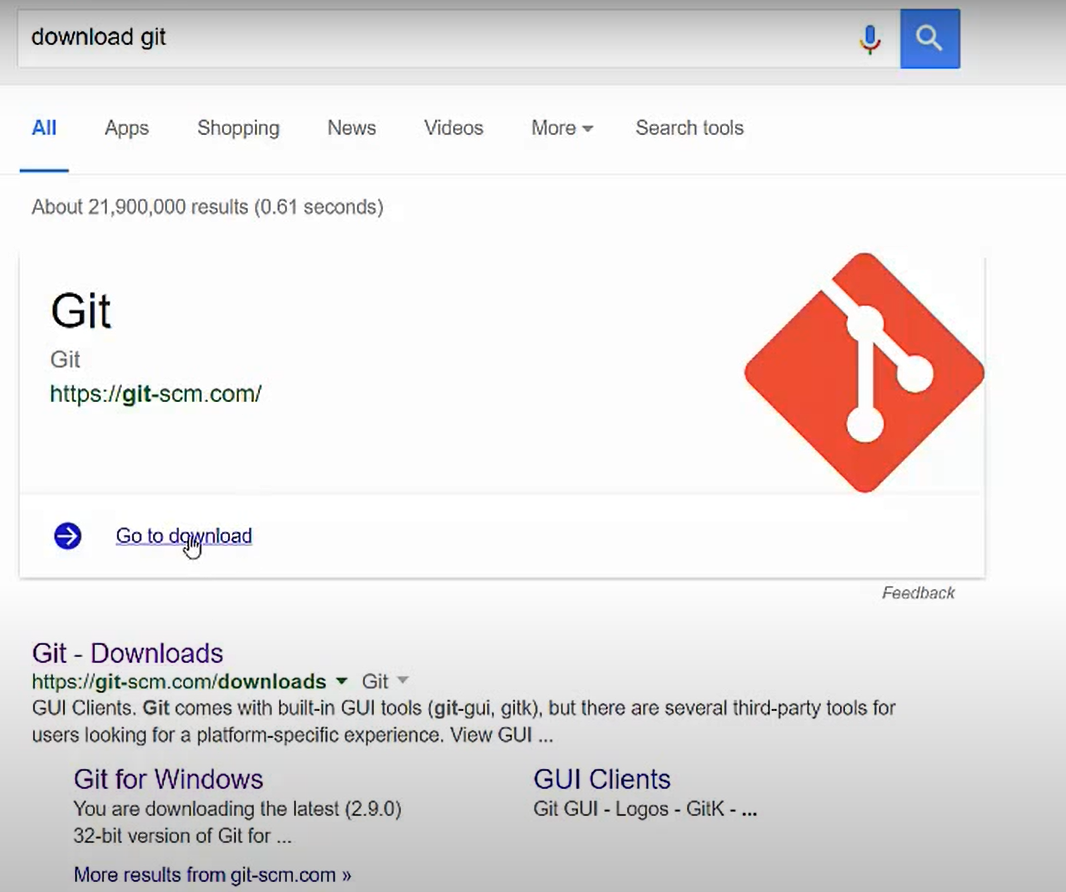 download git
All Apps Shopping News Videos More Search tools
About 21,900,000 results (0.61 seconds)
Git
Git
https://git-scm.com/
Go to download
Feedback
Git - Downloads
https://git-scm.com/downloads Git
GUI Clients. Git comes with built-in GUI tools (git-gui, gitk), but there are several third-party tools for
users looking for a platform-specific experience. View GUI ...
Git for Windows
You are downloading the latest (2.9.0)
32-bit version of Git for ...
GUI Clients
Git GUI - Logos - GitK - ...
More results from git-scm.com »